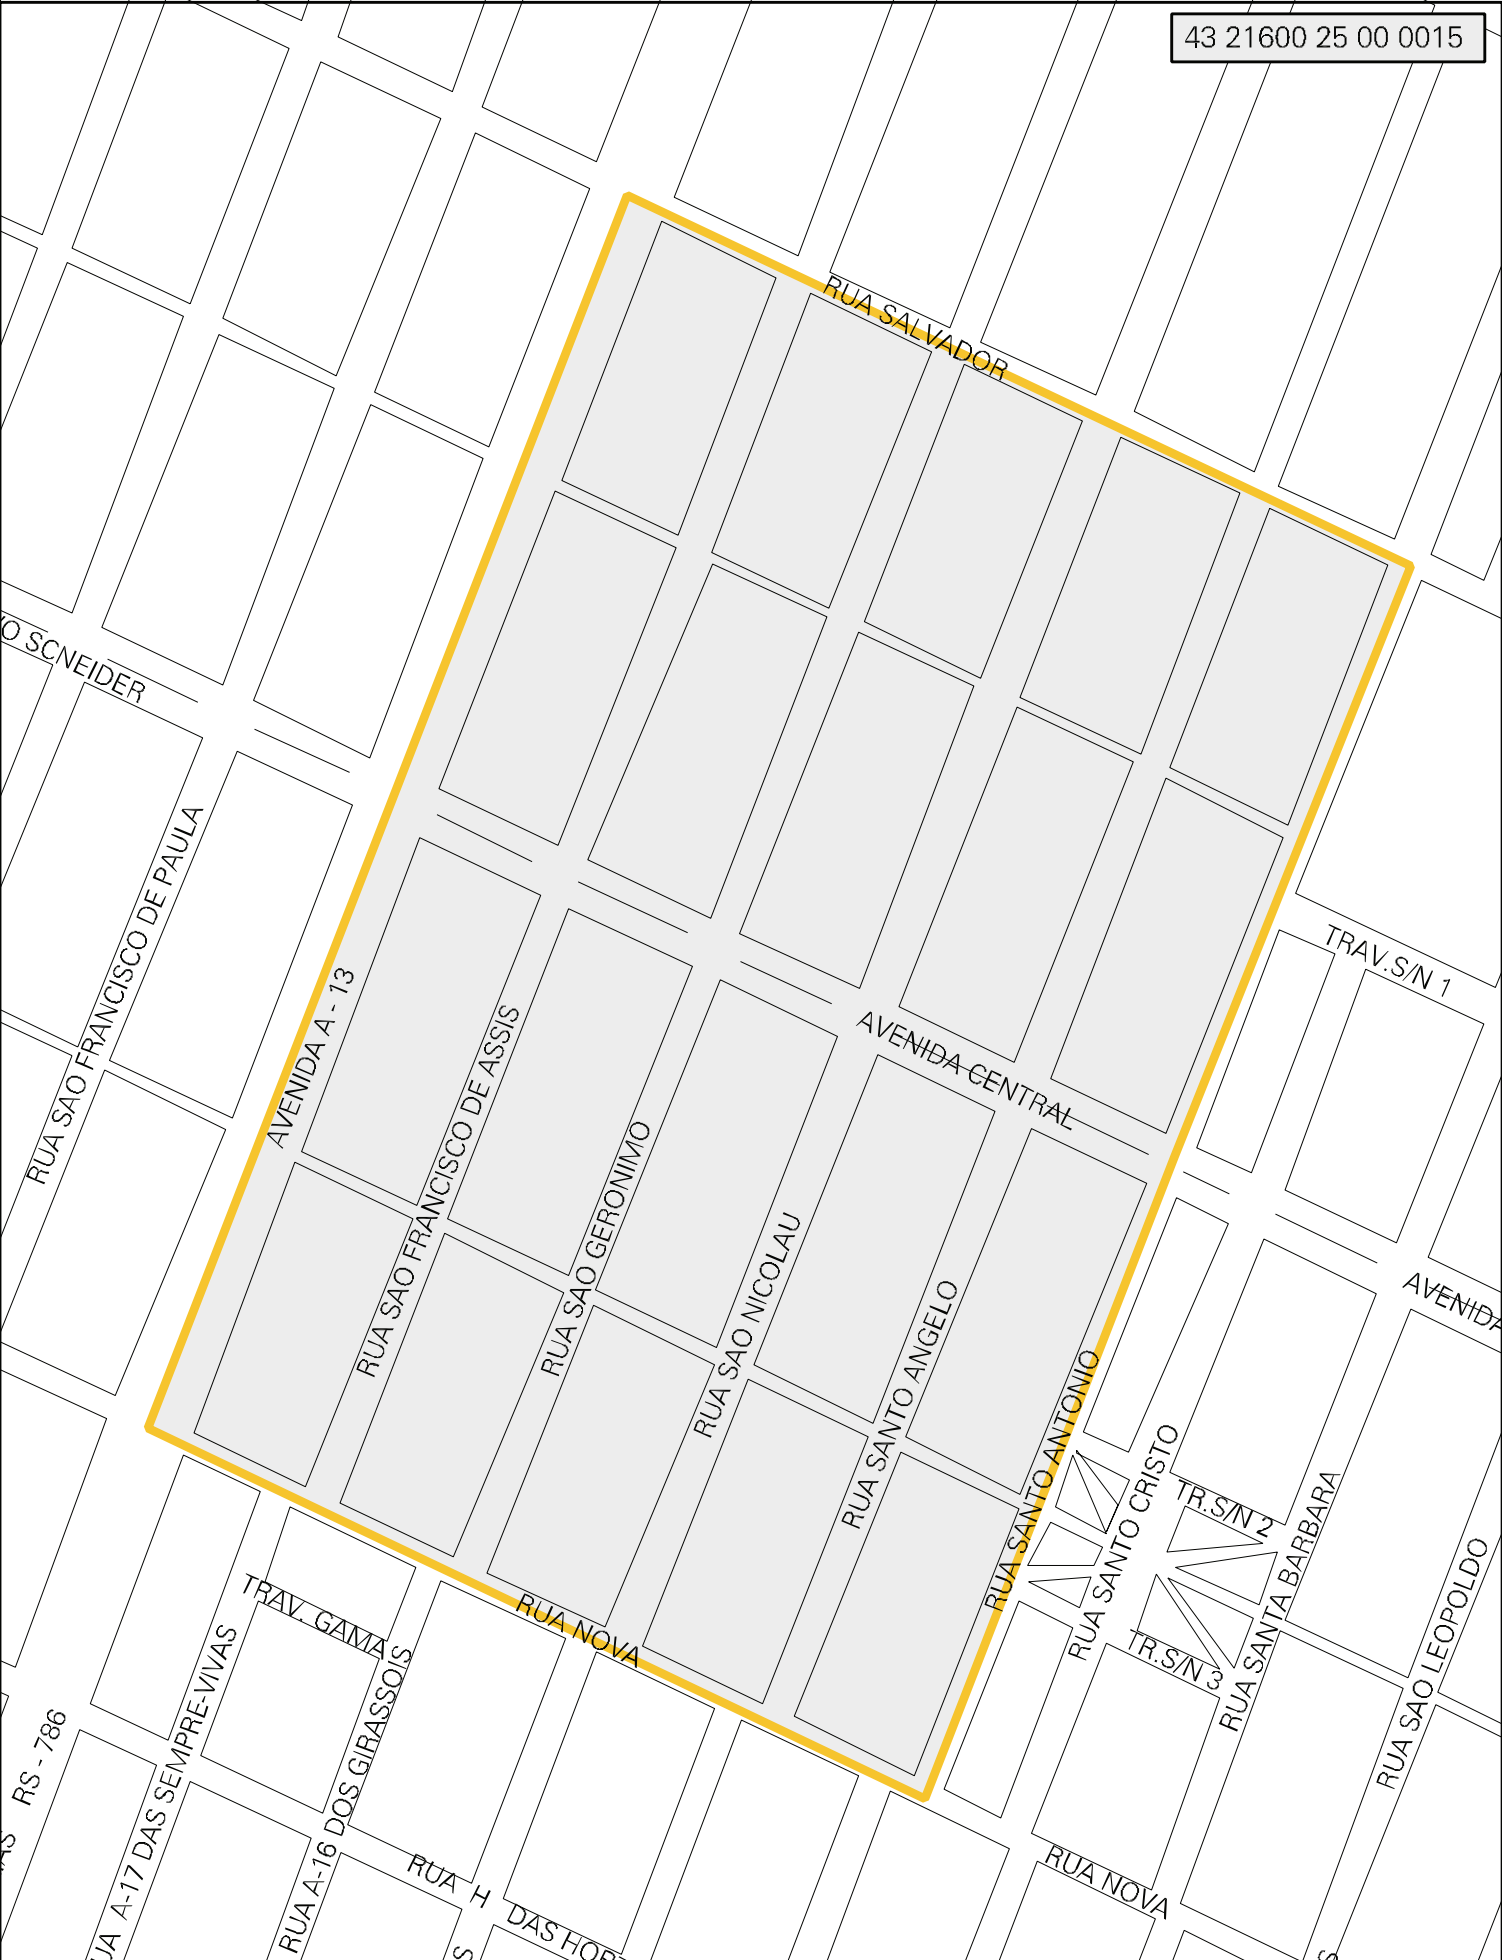 43 21600 25 00 0015
RUA SALVADOR
SCNEIDER
RUA SAO FRANCISCO DE PAULA
AVENIDA A - 13
RUA SAO FRANCISCO DE ASSIS
RUA SAO GERONIMO
RUA SAO NICOLAU
RUA SANTO ANGELO
RUA SANTO ANTONIO
AVENIDA CENTRAL
TRAV.S/N 1
AVENIDA
RUA SANTO CRISTO
TR.S/N 2
TR.S/N 3
RUA SANTA BARBARA
RUA SAO LEOPOLDO
RUA NOVA
TRAV. GAMA
RS - 786
A-17 DAS SEMPRE-VIVAS
RUA A-16 DOS GIRASSOIS
RUA H DAS
RUA NOVA